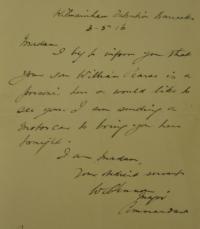 Kilmainham Detention Barracks
3-5-16
Madam
I beg to inform you that
your son William Pearse is a
prisoner here & would like to
see you. I am sending a
motor car to bring you here
tonight.
I am Madam,
Your obedient servant
W Lennon
Major
Commandant